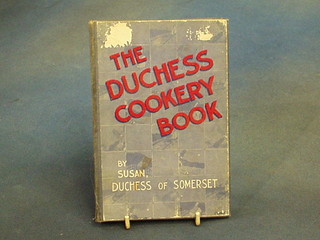 THE
DUCHESS
COOKERY
BOOK
BY
SUSAN,
DUCHESS OF SOMERSET